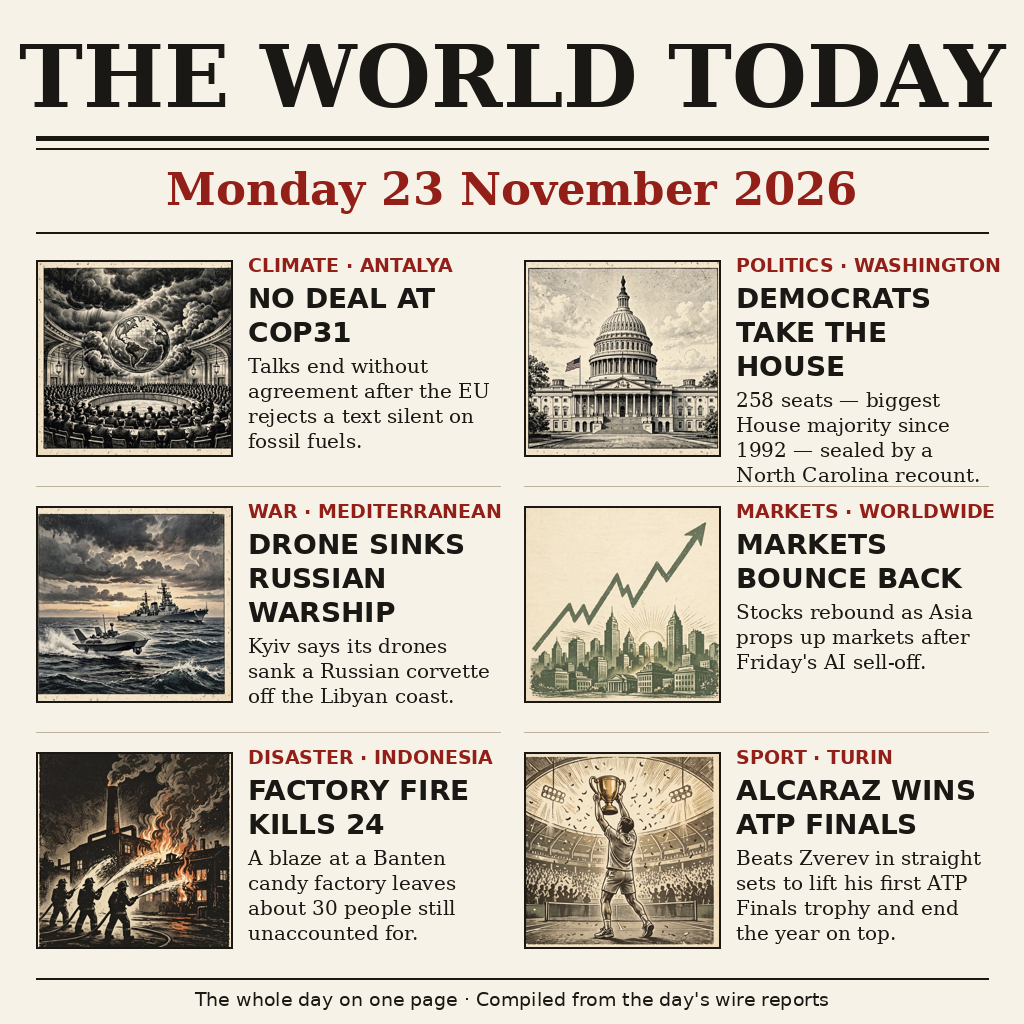 THE WORLD TODAY
Monday 23 November 2026
CLIMATE · ANTALYA
NO DEAL AT
COP31
Talks end without
agreement after the EU
rejects a text silent on
fossil fuels.
POLITICS · WASHINGTON
DEMOCRATS
TAKE THE
HOUSE
258 seats — biggest
House majority since
1992 — sealed by a
North Carolina recount.
WAR · MEDITERRANEAN
DRONE SINKS
RUSSIAN
WARSHIP
Kyiv says its drones
sank a Russian corvette
off the Libyan coast.
MARKETS · WORLDWIDE
MARKETS
BOUNCE BACK
Stocks rebound as Asia
props up markets after
Friday's AI sell-off.
DISASTER · INDONESIA
FACTORY FIRE
KILLS 24
A blaze at a Banten
candy factory leaves
about 30 people still
unaccounted for.
SPORT · TURIN
ALCARAZ WINS
ATP FINALS
Beats Zverev in straight
sets to lift his first ATP
Finals trophy and end
the year on top.
The whole day on one page · Compiled from the day's wire reports